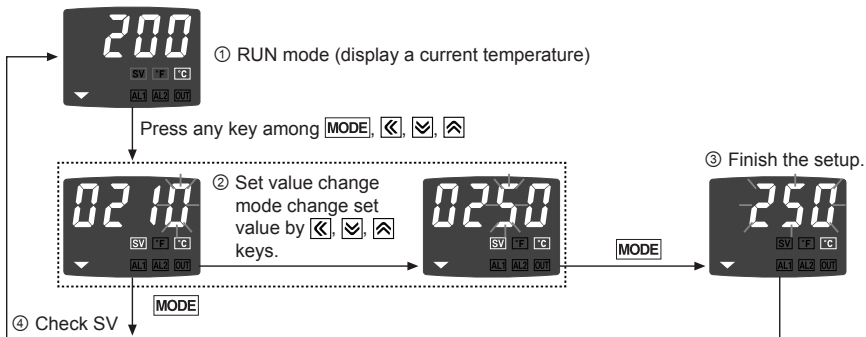 200
① RUN mode (display a current temperature)
SV °F °C
AL1 AL2 OUT
Press any key among MODE, «, ︾, ︽
③ Finish the setup.
0210
② Set value change
mode change set
value by «, ︾, ︽
keys.
SV °F °C
AL1 AL2 OUT
0250
SV °F °C
AL1 AL2 OUT
MODE
250
SV °F °C
AL1 AL2 OUT
MODE
④ Check SV